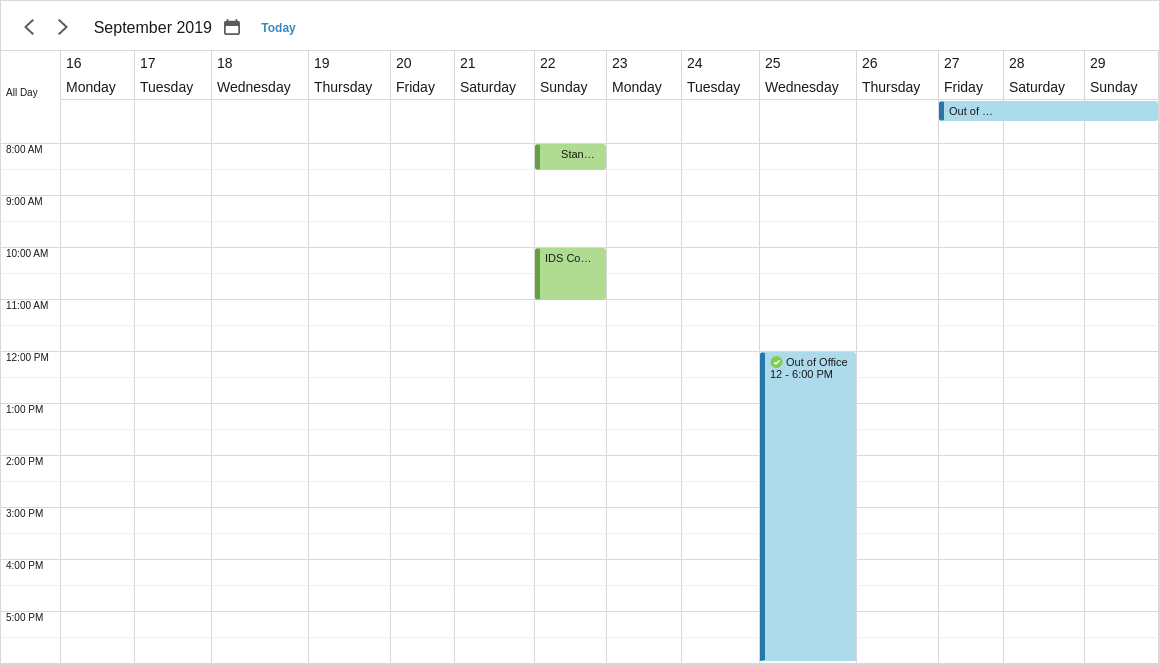 September 2019 Today
16 17 18 19 20 21 22 23 24 25 26 27 28 29
All Day Monday Tuesday Wednesday Thursday Friday Saturday Sunday Monday Tuesday Wednesday Thursday Friday Saturday Sunday
Out of …
8:00 AM Stan…
9:00 AM
10:00 AM IDS Co…
11:00 AM
12:00 PM Out of Office
12 - 6:00 PM
1:00 PM
2:00 PM
3:00 PM
4:00 PM
5:00 PM